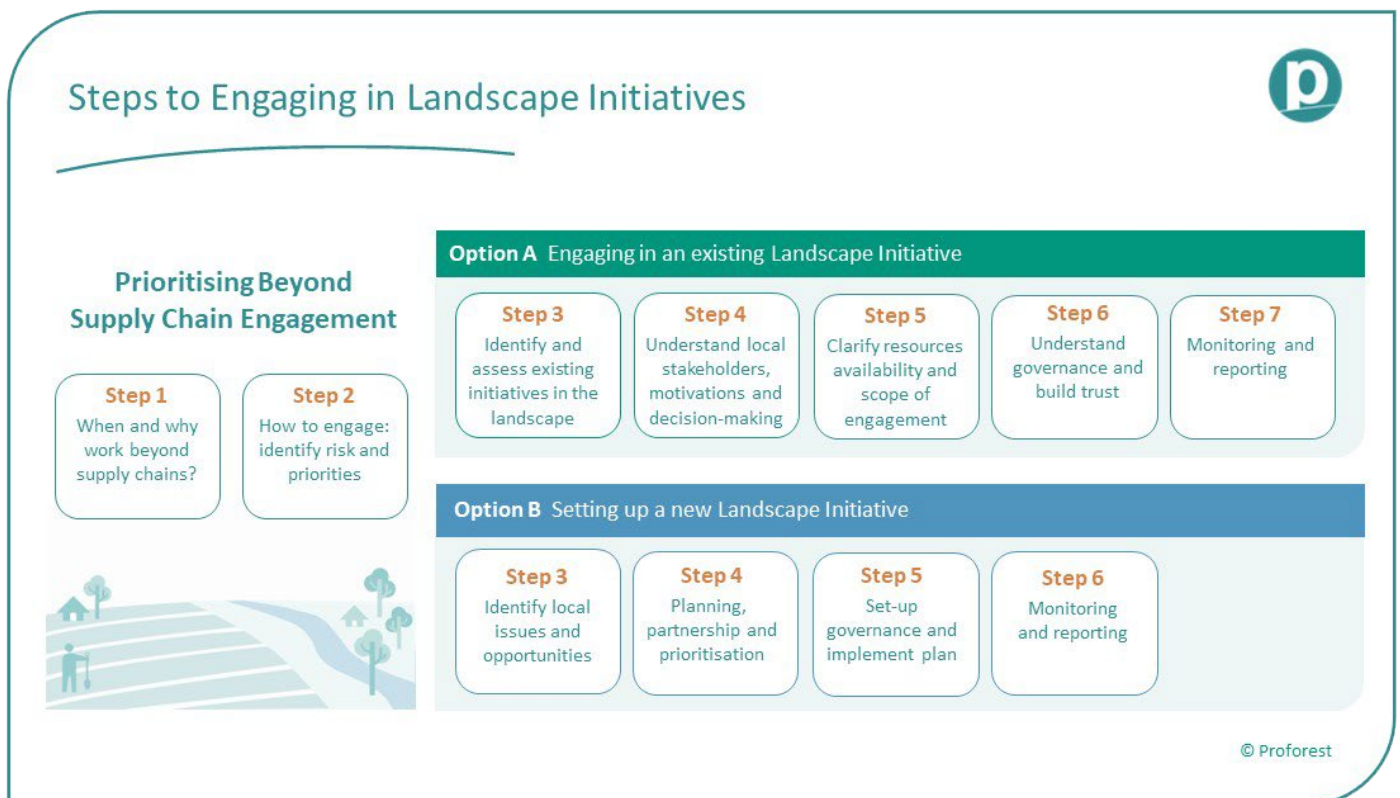 Steps to Engaging in Landscape Initiatives
p
Prioritising Beyond
Supply Chain Engagement
Step 1
When and why
work beyond
supply chains?
Step 2
How to engage:
identify risk and
priorities
Option A Engaging in an existing Landscape Initiative
Step 3
Identify and
assess existing
initiatives in the
landscape
Step 4
Understand local
stakeholders,
motivations and
decision-making
Step 5
Clarify resources
availability and
scope of
engagement
Step 6
Understand
governance and
build trust
Step 7
Monitoring and
reporting
Option B Setting up a new Landscape Initiative
Step 3
Identify local
issues and
opportunities
Step 4
Planning,
partnership and
prioritisation
Step 5
Set-up
governance and
implement plan
Step 6
Monitoring
and reporting
© Proforest